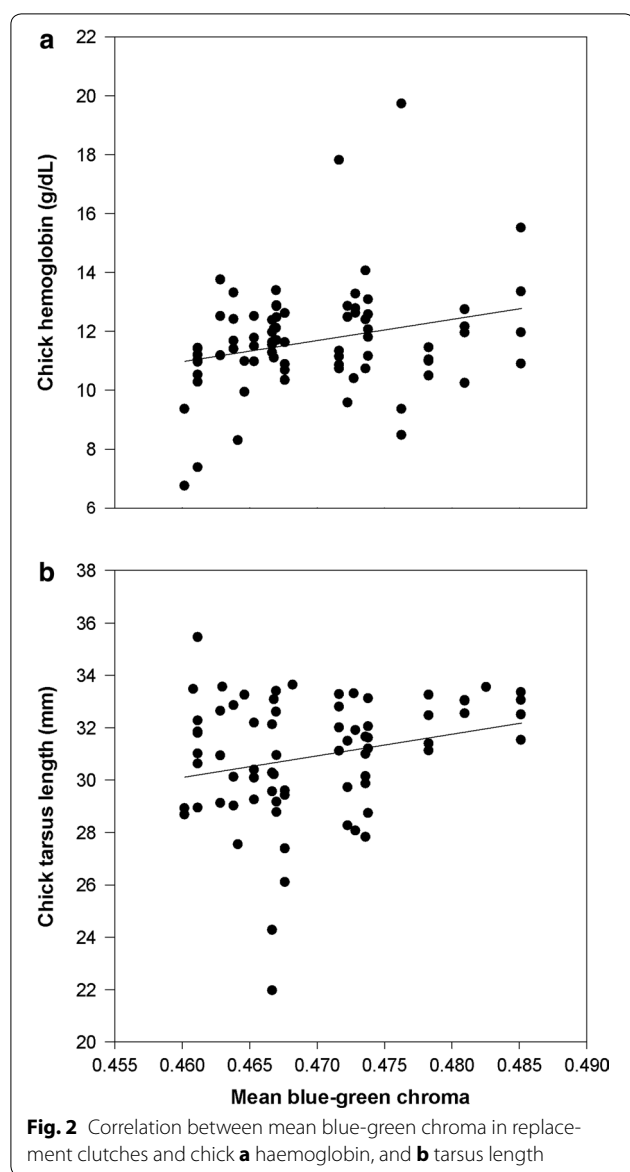 a
22
20
18
16
14
12
10
8
6
Chick hemoglobin (g/dL)
b
38
36
34
32
30
28
26
24
22
20
Chick tarsus length (mm)
0.455 0.460 0.465 0.470 0.475 0.480 0.485 0.490
Mean blue-green chroma
Fig. 2 Correlation between mean blue-green chroma in replace-
ment clutches and chick a haemoglobin, and b tarsus length